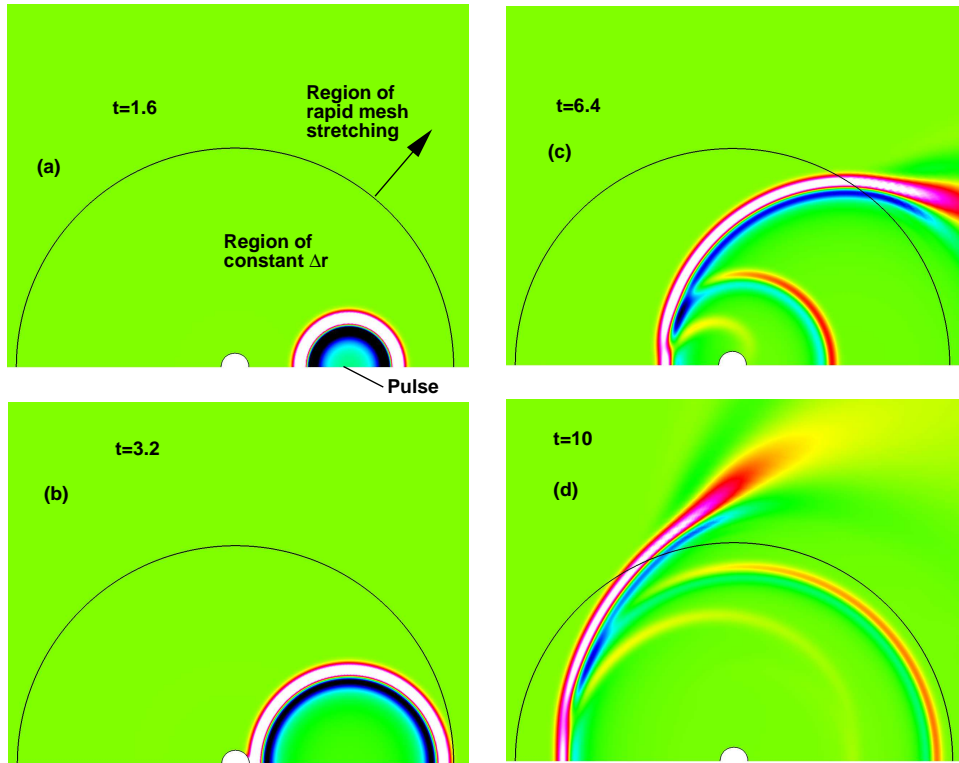 t=1.6
Region of
rapid mesh
stretching
(a)
Region of
constant Δr
Pulse
t=6.4
(c)
t=3.2
(b)
t=10
(d)